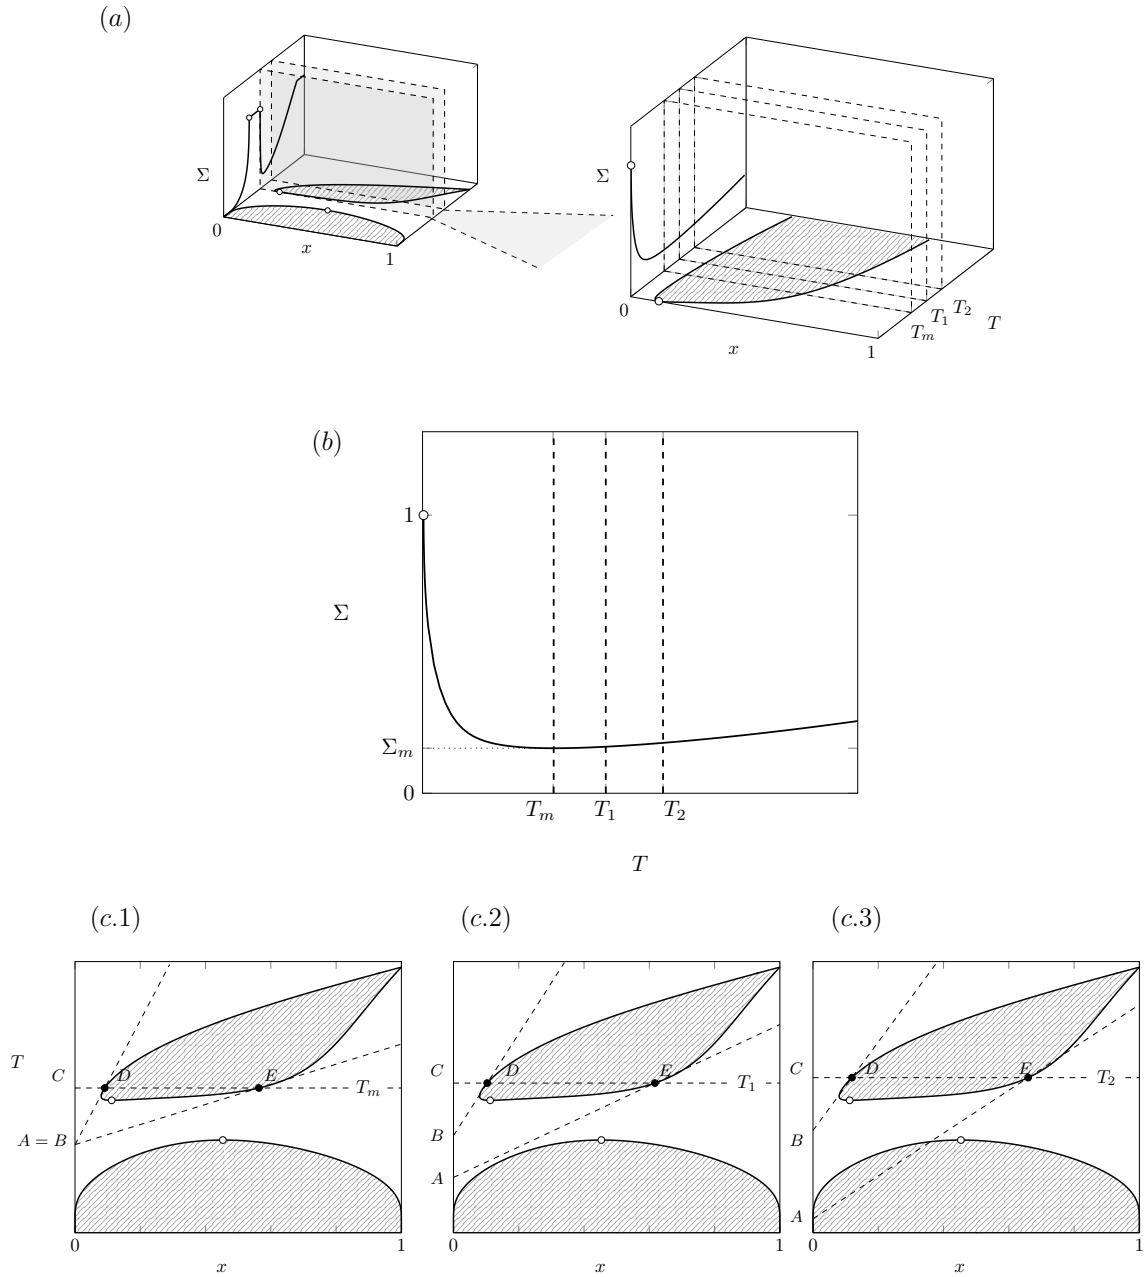 (a)
Σ
0
x
1
Σ
0
x
1
T_m
T_1
T_2
T
(b)
1
Σ
Σ_m
0
T_m T_1 T_2
T
(c.1) (c.2) (c.3)
T
C
D
E
T_m
A = B
0
1
x
C
D
E
T_1
B
A
0
1
x
C
D
E
T_2
B
A
0
1
x